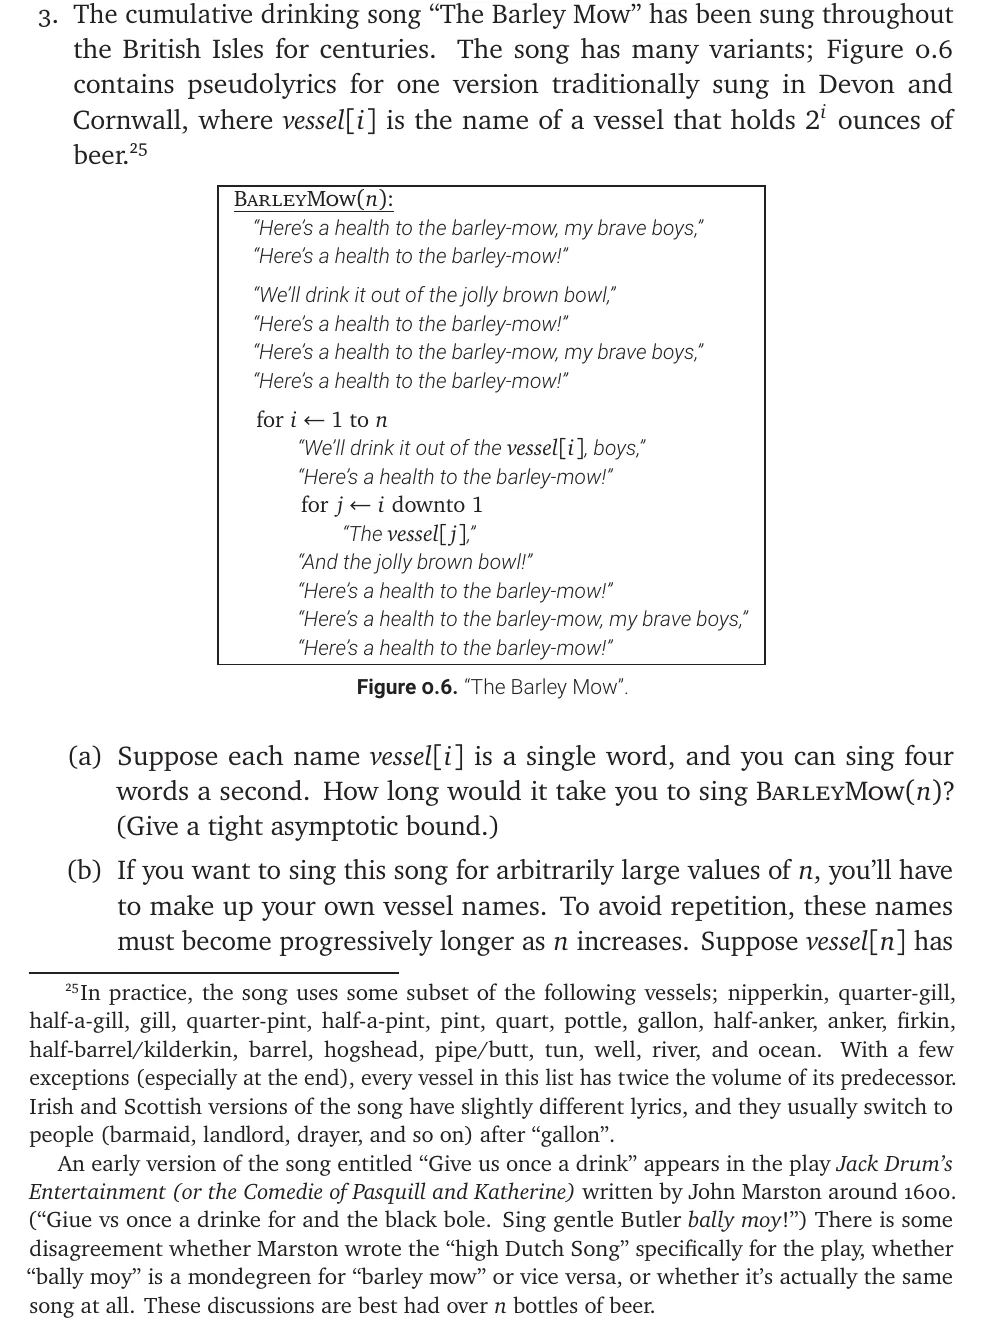 3. The cumulative drinking song “The Barley Mow” has been sung throughout
the British Isles for centuries. The song has many variants; Figure 0.6
contains pseudolyrics for one version traditionally sung in Devon and
Cornwall, where vessel[i] is the name of a vessel that holds 2^i ounces of
beer.²⁵
BARLEYMOW(n):
“Here’s a health to the barley-mow, my brave boys,”
“Here’s a health to the barley-mow!”
“We’ll drink it out of the jolly brown bowl,”
“Here’s a health to the barley-mow!”
“Here’s a health to the barley-mow, my brave boys,”
“Here’s a health to the barley-mow!”
for i ← 1 to n
“We’ll drink it out of the vessel[i], boys,”
“Here’s a health to the barley-mow!”
for j ← i downto 1
“The vessel[j],”
“And the jolly brown bowl!”
“Here’s a health to the barley-mow!”
“Here’s a health to the barley-mow, my brave boys,”
“Here’s a health to the barley-mow!”
Figure 0.6. “The Barley Mow”.
(a) Suppose each name vessel[i] is a single word, and you can sing four
words a second. How long would it take you to sing BARLEYMOW(n)?
(Give a tight asymptotic bound.)
(b) If you want to sing this song for arbitrarily large values of n, you’ll have
to make up your own vessel names. To avoid repetition, these names
must become progressively longer as n increases. Suppose vessel[n] has
²⁵In practice, the song uses some subset of the following vessels; nipperkin, quarter-gill,
half-a-gill, gill, quarter-pint, half-a-pint, pint, quart, pottle, gallon, half-anker, anker, firkin,
half-barrel/kilderkin, barrel, hogshead, pipe/butt, tun, well, river, and ocean. With a few
exceptions (especially at the end), every vessel in this list has twice the volume of its predecessor.
Irish and Scottish versions of the song have slightly different lyrics, and they usually switch to
people (barmaid, landlord, drayer, and so on) after “gallon”.
An early version of the song entitled “Give us once a drink” appears in the play Jack Drum’s
Entertainment (or the Comedie of Pasquill and Katherine) written by John Marston around 1600.
(“Giue vs once a drinke for and the black bole. Sing gentle Butler bally moy!”) There is some
disagreement whether Marston wrote the “high Dutch Song” specifically for the play, whether
“bally moy” is a mondegreen for “barley mow” or vice versa, or whether it’s actually the same
song at all. These discussions are best had over n bottles of beer.